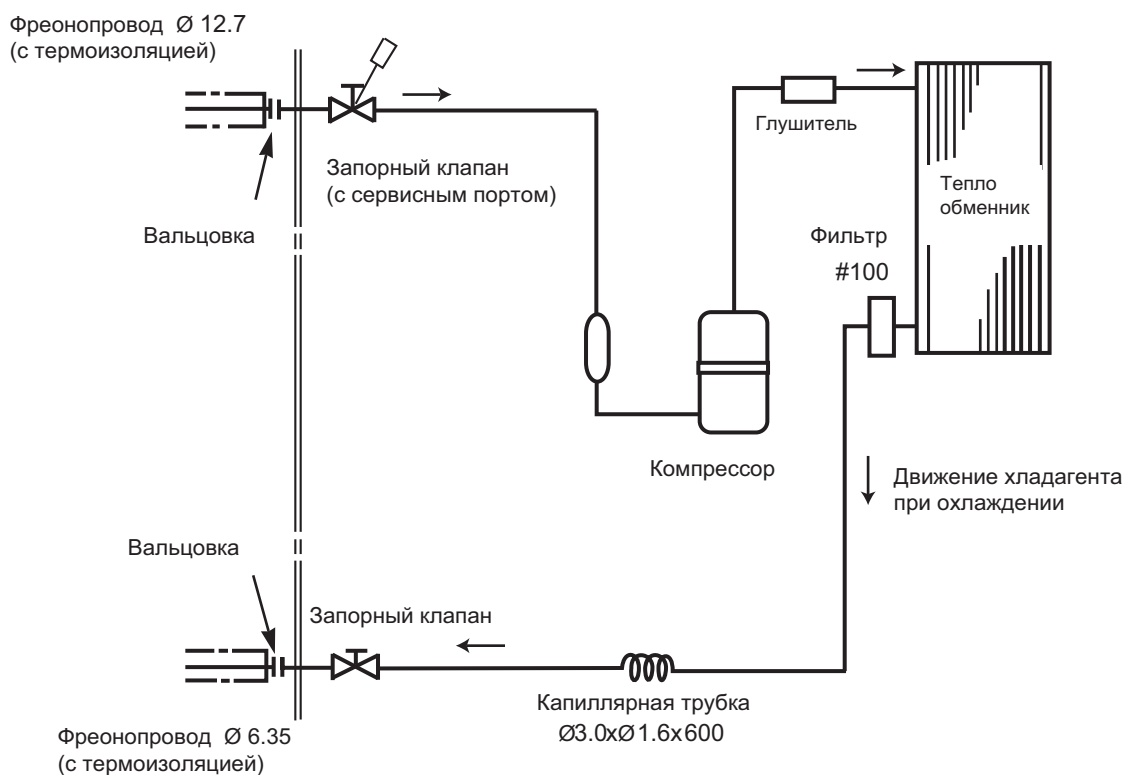 Фреонопровод Ø 12.7
(с термоизоляцией)
Глушитель
Запорный клапан
(с сервисным портом)
Тепло
обменник
Вальцовка
Фильтр
#100
Компрессор
Движение хладагента
при охлаждении
Вальцовка
Запорный клапан
Капиллярная трубка
Ø3.0xØ1.6x600
Фреонопровод Ø 6.35
(с термоизоляцией)